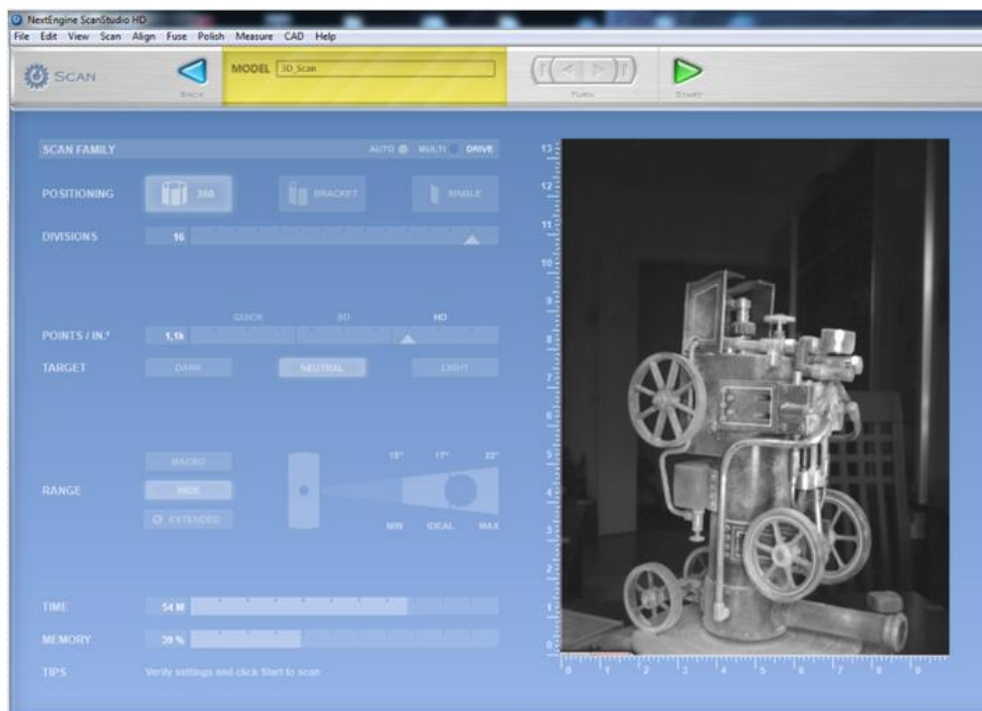 NextEngine ScanStudio HD
File Edit View Scan Align Fuse Polish Measure CAD Help
SCAN
BACK
MODEL 3D_Scan
TURN
START
SCAN FAMILY AUTO MULTI DRIVE
POSITIONING 360 BRACKET SINGLE
DIVISIONS 16
QUICK SD HD
POINTS / IN.² 1,1k
TARGET DARK NEUTRAL LIGHT
MACRO
15" 17" 22"
RANGE WIDE
EXTENDED
MIN IDEAL MAX
TIME 54 M
MEMORY 39 %
TIPS Verify settings and click Start to scan
13
12
11
10
9
8
7
6
5
4
3
2
1
0
0 1 2 3 4 5 6 7 8 9